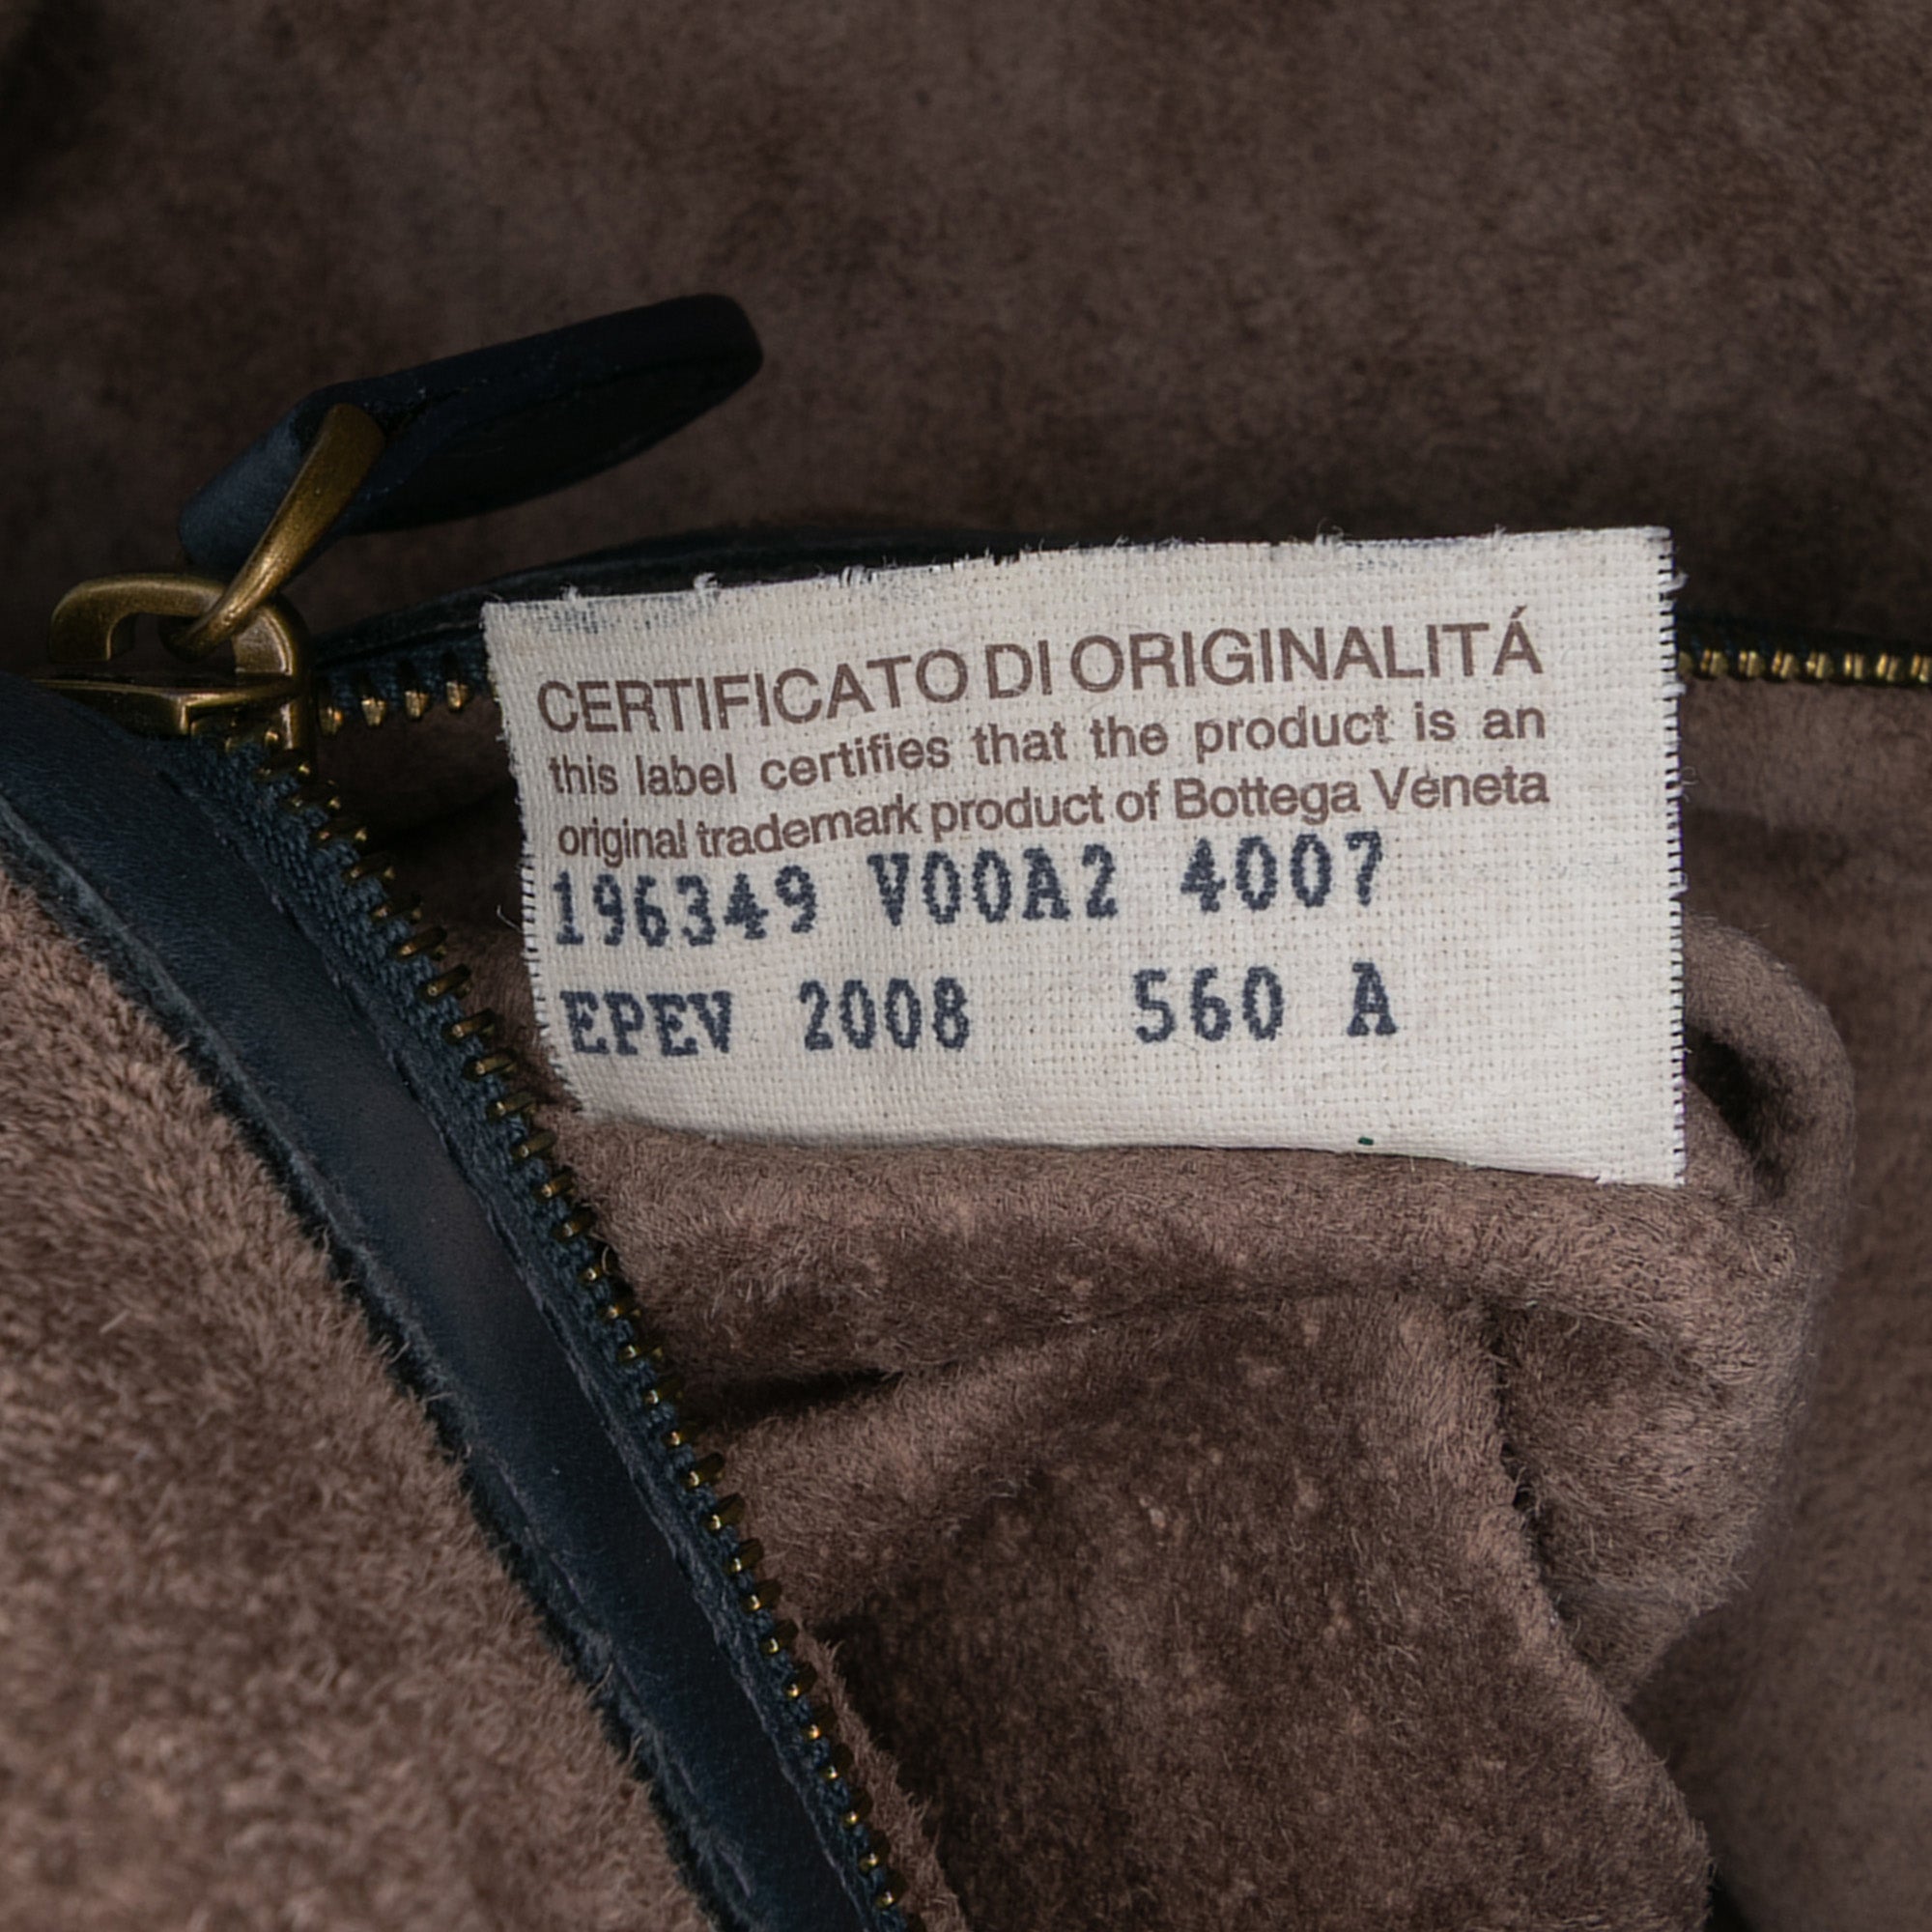 CERTIFICATO DI ORIGINALITÁ
this label certifies that the product is an
original trademark product of Bottega Veneta
196349 V00A2 4007
EPEV 2008 560 A